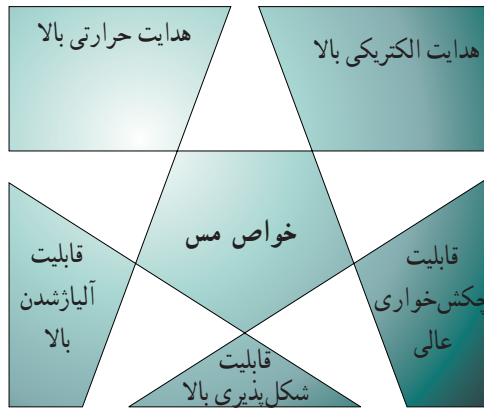 هدایت الکتریکی بالا
هدایت حرارتی بالا
خواص مس
قابلیت
چکش‌خواری
عالی
قابلیت
آلیاژشدن
بالا
قابلیت
شکل‌پذیری بالا